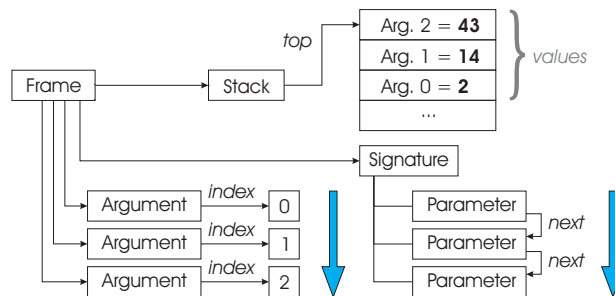 Arg. 2 = 43
top
Arg. 1 = 14
values
Frame
Stack
Arg. 0 = 2
...
Signature
Argument
index
0
Parameter
next
Argument
index
1
Parameter
next
Argument
index
2
Parameter